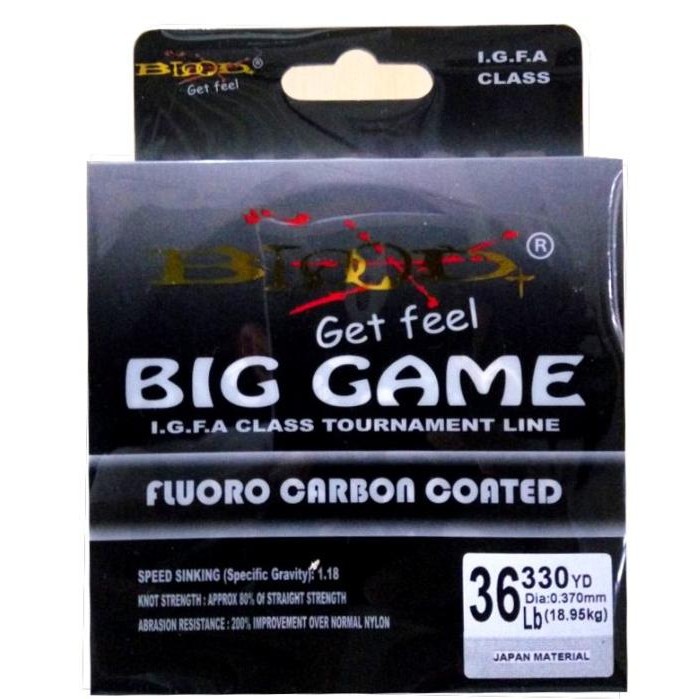 BLOOD®
Get feel
I.G.F.A
CLASS
BLOOD®
Get feel
BIG GAME
I.G.F.A CLASS TOURNAMENT LINE
FLUORO CARBON COATED
SPEED SINKING (Specific Gravity): 1.18
KNOT STRENGTH : APPROX 80% Of STRAIGHT STRENGTH
ABRASION RESISTANCE : 200% IMPROVEMENT OVER NORMAL NYLON
36 Lb 330 YD
Dia:0.370mm
(18.95kg)
JAPAN MATERIAL